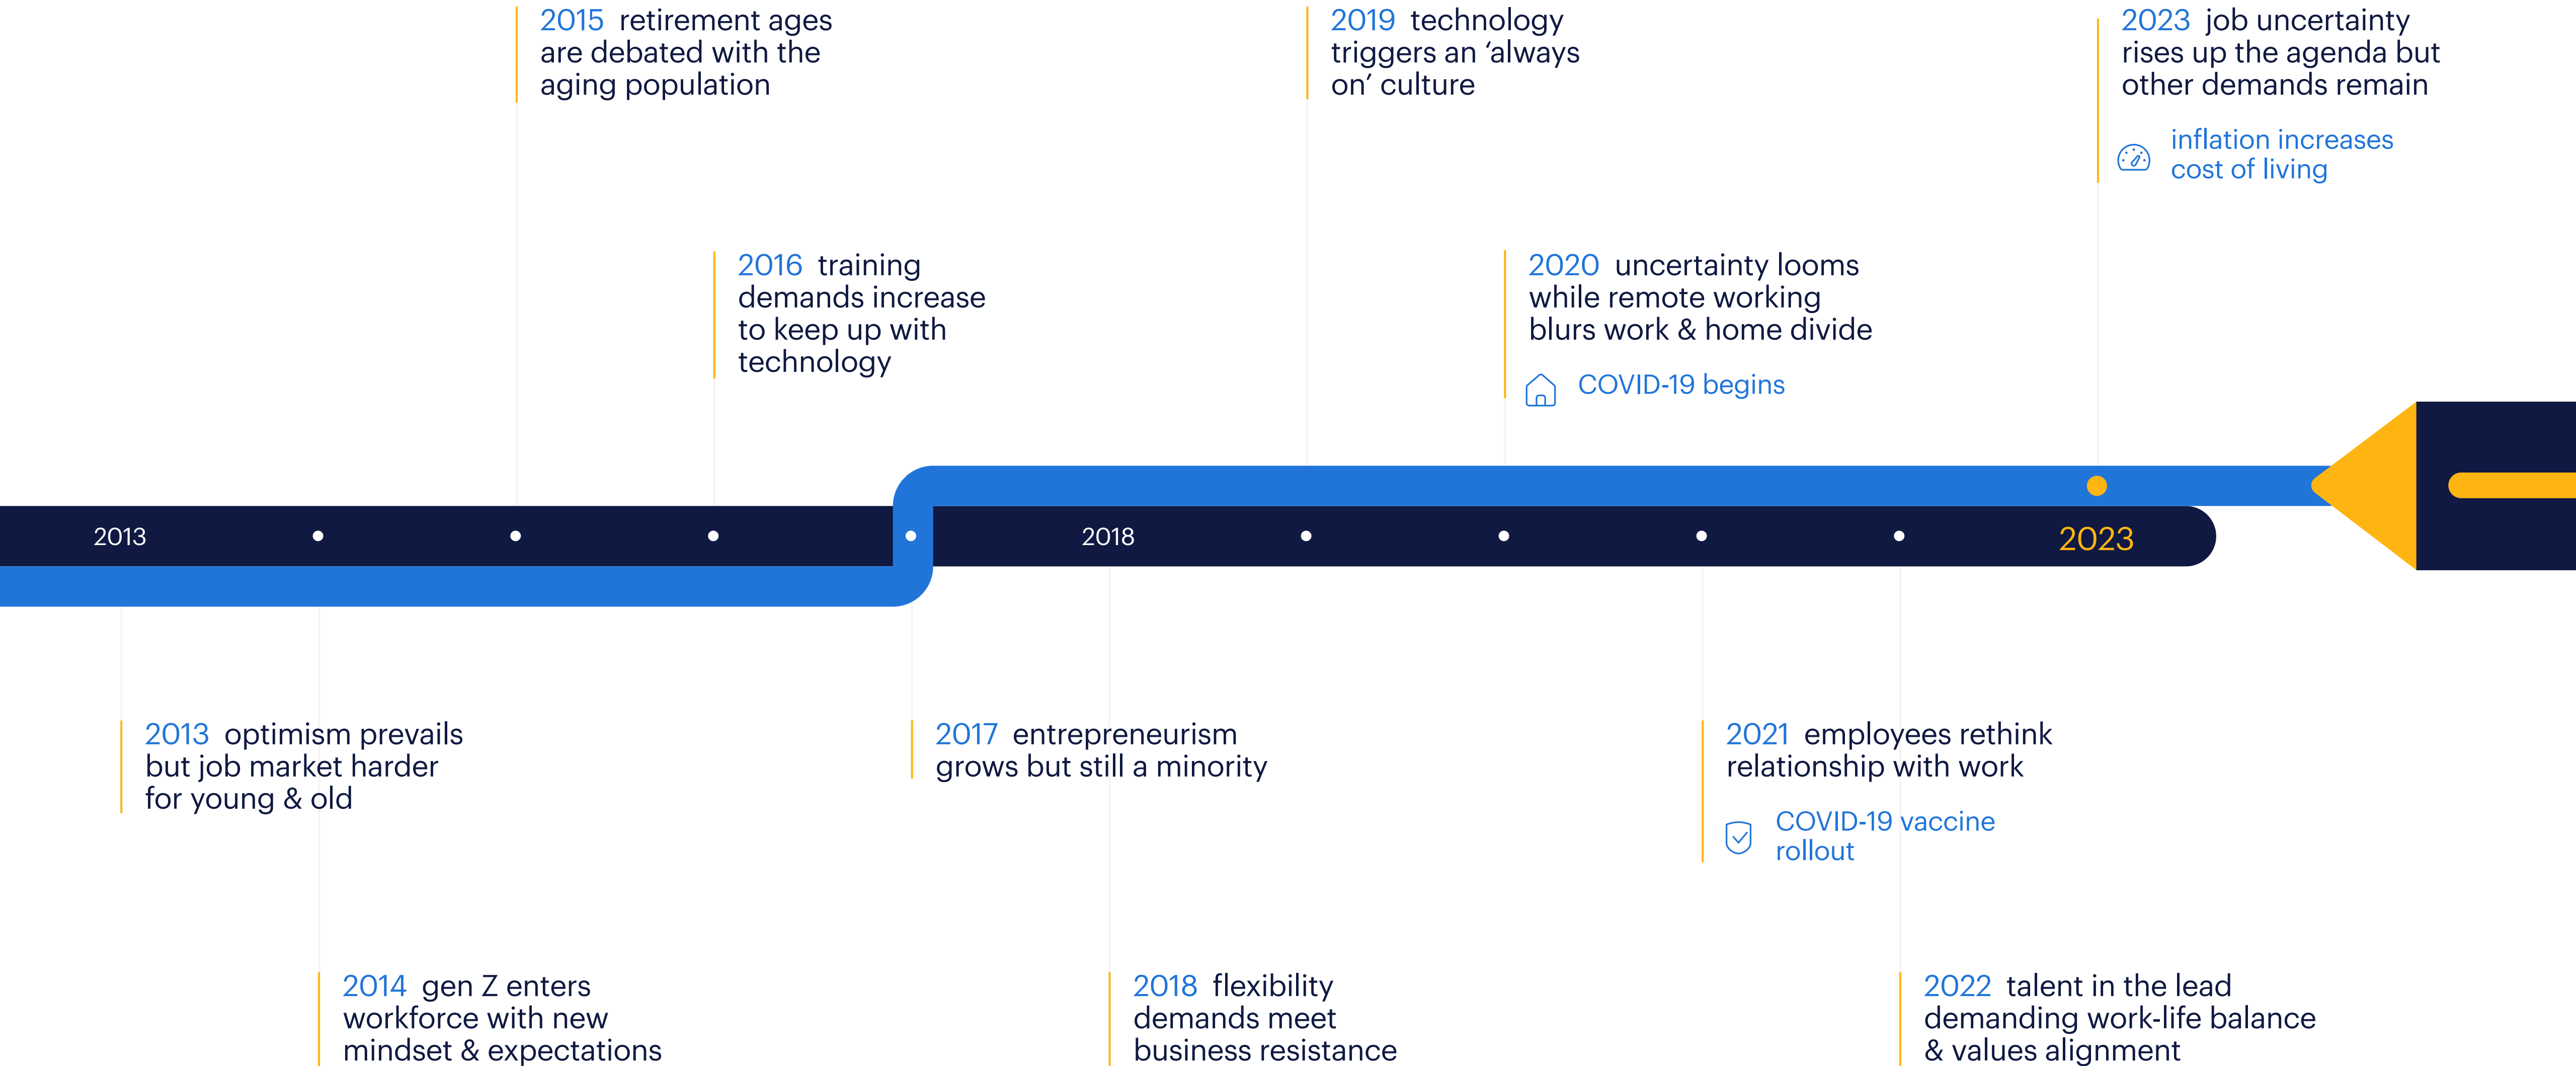 2015 retirement ages
are debated with the
aging population
2019 technology
triggers an ‘always
on’ culture
2023 job uncertainty
rises up the agenda but
other demands remain
inflation increases
cost of living
2016 training
demands increase
to keep up with
technology
2020 uncertainty looms
while remote working
blurs work & home divide
COVID-19 begins
2013
2018
2023
2013 optimism prevails
but job market harder
for young & old
2017 entrepreneurism
grows but still a minority
2021 employees rethink
relationship with work
COVID-19 vaccine
rollout
2014 gen Z enters
workforce with new
mindset & expectations
2018 flexibility
demands meet
business resistance
2022 talent in the lead
demanding work-life balance
& values alignment